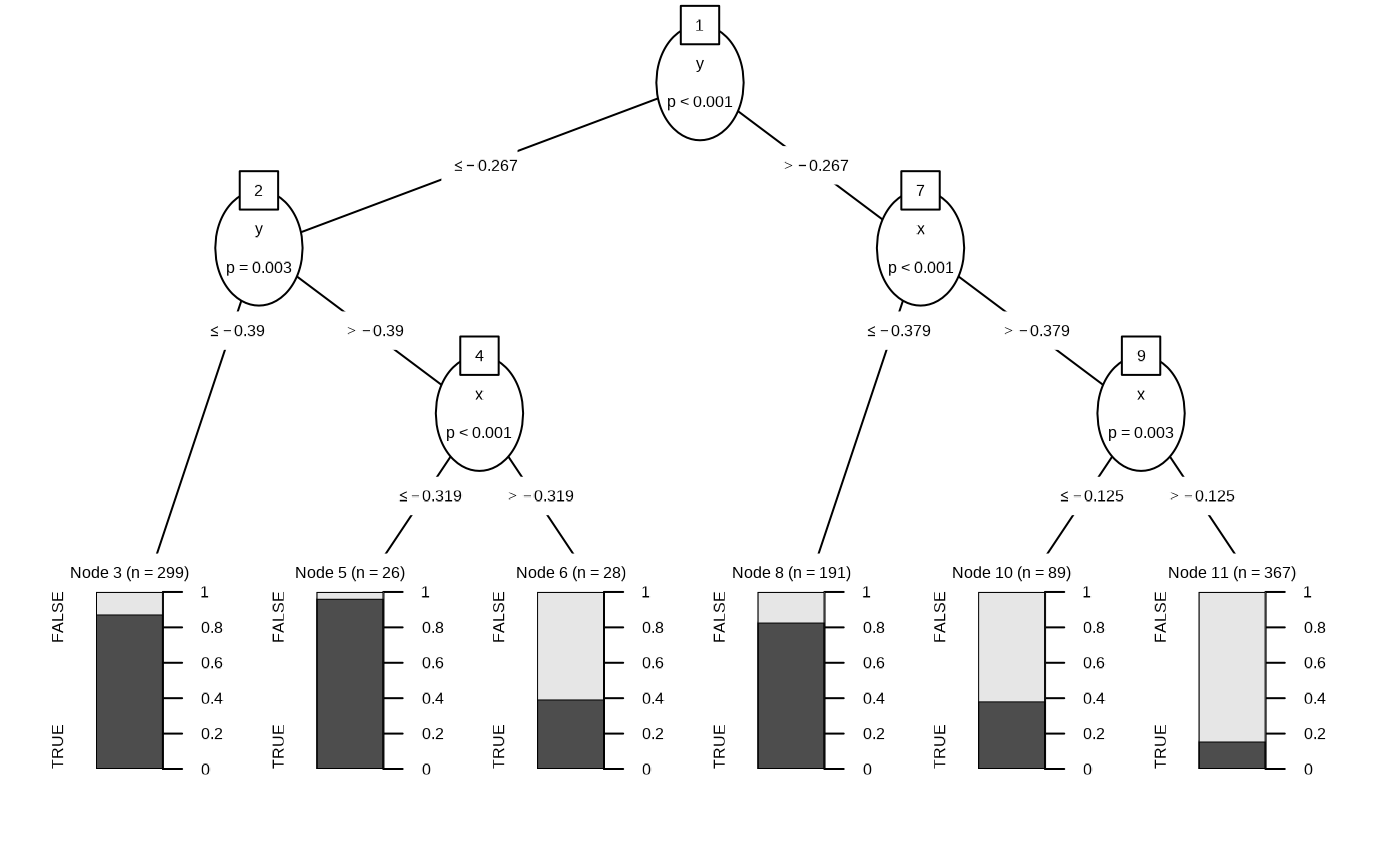 1
y
p < 0.001
≤ −0.267
> −0.267
2
y
p = 0.003
7
x
p < 0.001
≤ −0.39
> −0.39
≤ −0.379
> −0.379
4
x
p < 0.001
9
x
p = 0.003
≤ −0.319
> −0.319
≤ −0.125
> −0.125
Node 3 (n = 299)
FALSE
TRUE
1
0.8
0.6
0.4
0.2
0
Node 5 (n = 26)
FALSE
TRUE
1
0.8
0.6
0.4
0.2
0
Node 6 (n = 28)
FALSE
TRUE
1
0.8
0.6
0.4
0.2
0
Node 8 (n = 191)
FALSE
TRUE
1
0.8
0.6
0.4
0.2
0
Node 10 (n = 89)
FALSE
TRUE
1
0.8
0.6
0.4
0.2
0
Node 11 (n = 367)
FALSE
TRUE
1
0.8
0.6
0.4
0.2
0